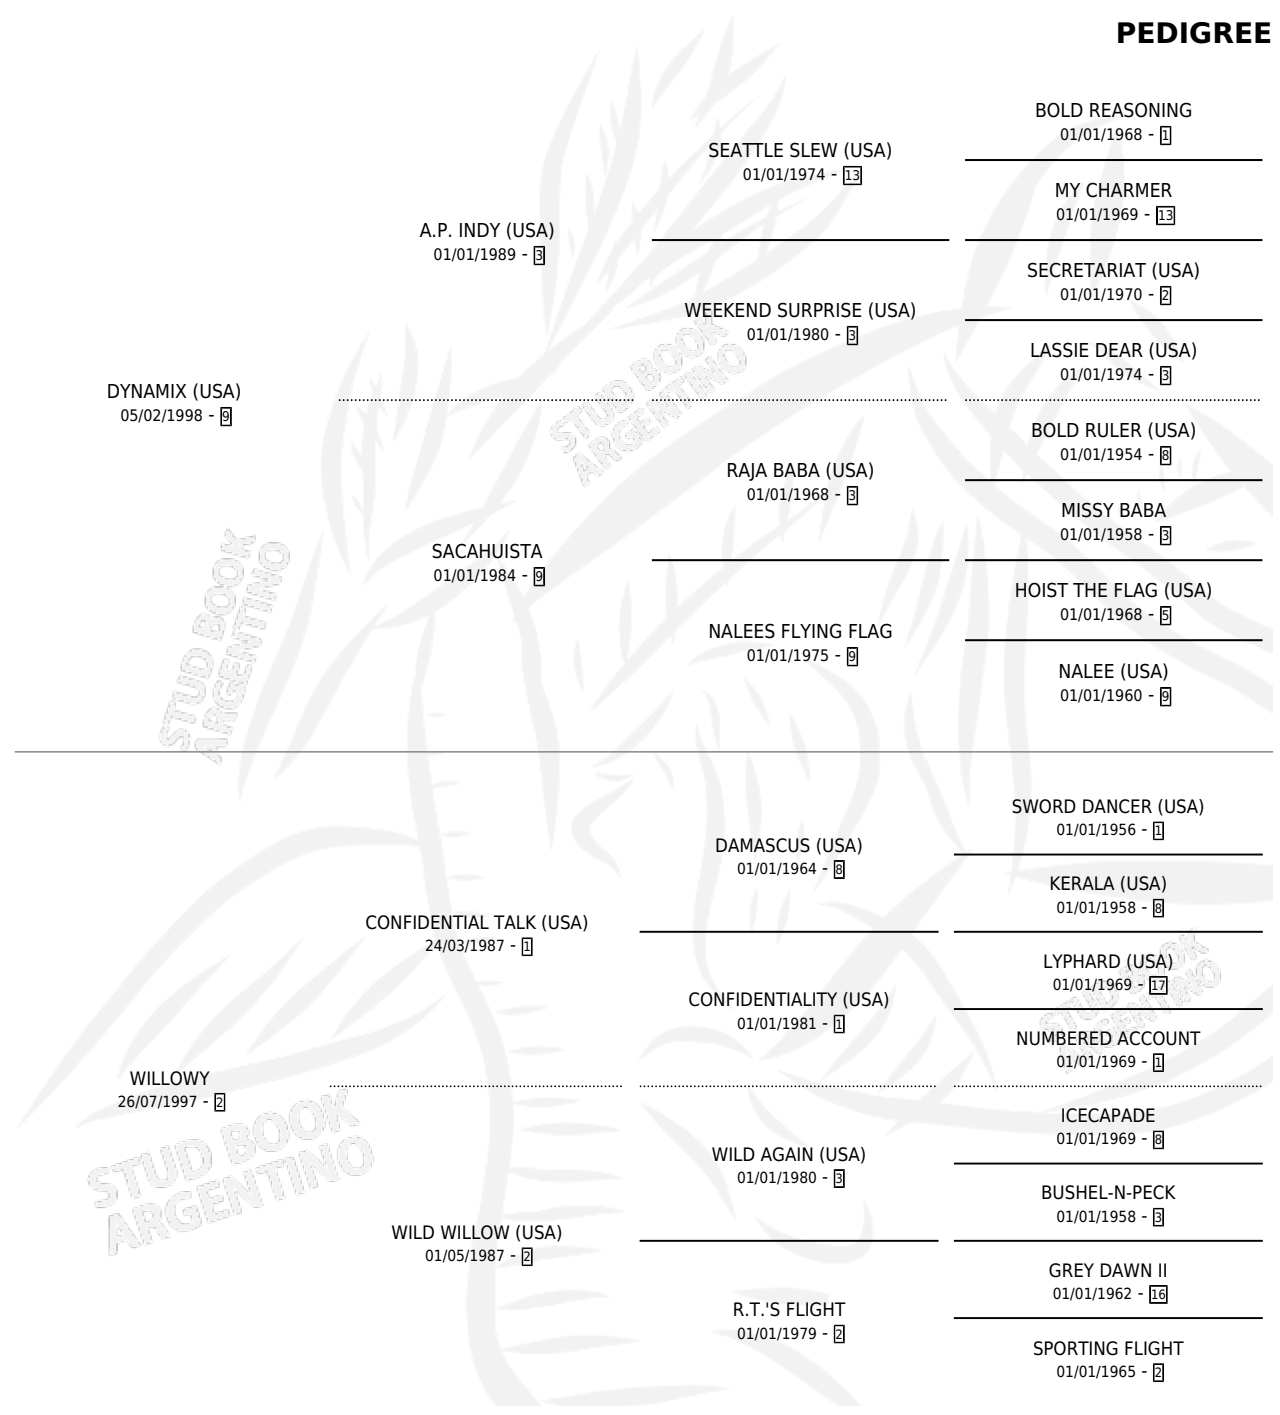 PEDIGREE
BOLD REASONING
01/01/1968 - 1
SEATTLE SLEW (USA)
01/01/1974 - 13
MY CHARMER
01/01/1969 - 13
A.P. INDY (USA)
01/01/1989 - 3
SECRETARIAT (USA)
01/01/1970 - 2
WEEKEND SURPRISE (USA)
01/01/1980 - 3
LASSIE DEAR (USA)
01/01/1974 - 3
DYNAMIX (USA)
05/02/1998 - 9
STUD BOOK
ARGENTINO
BOLD RULER (USA)
01/01/1954 - 8
RAJA BABA (USA)
01/01/1968 - 3
MISSY BABA
01/01/1958 - 3
SACAHUISTA
01/01/1984 - 9
HOIST THE FLAG (USA)
01/01/1968 - 5
NALEES FLYING FLAG
01/01/1975 - 9
NALEE (USA)
01/01/1960 - 9
STUD BOOK
ARGENTINO
SWORD DANCER (USA)
01/01/1956 - 1
DAMASCUS (USA)
01/01/1964 - 8
KERALA (USA)
01/01/1958 - 8
CONFIDENTIAL TALK (USA)
24/03/1987 - 1
LYPHARD (USA)
01/01/1969 - 17
CONFIDENTIALITY (USA)
01/01/1981 - 1
STUD BOOK
ARGENTINO
NUMBERED ACCOUNT
01/01/1969 - 1
WILLOWY
26/07/1997 - 2
STUD BOOK
ARGENTINO
ICECAPADE
01/01/1969 - 8
WILD AGAIN (USA)
01/01/1980 - 3
BUSHEL-N-PECK
01/01/1958 - 3
WILD WILLOW (USA)
01/05/1987 - 2
GREY DAWN II
01/01/1962 - 16
R.T.'S FLIGHT
01/01/1979 - 2
SPORTING FLIGHT
01/01/1965 - 2